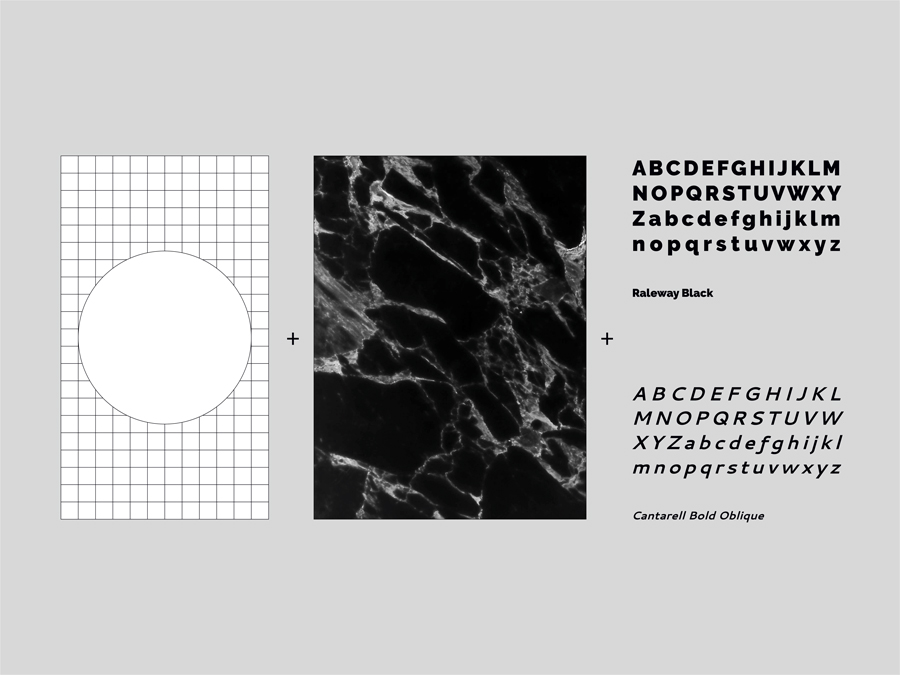 +
+
ABCDEFGHIJKLM
NOPQRSTUVWXY
Zabcdefghijklm
nopqrstuvwxyz
Raleway Black
ABCDEFGHIJKL
MNOPQRSTUVW
XYZabcdefghijkl
mnopqrstuvwxyz
Cantarell Bold Oblique